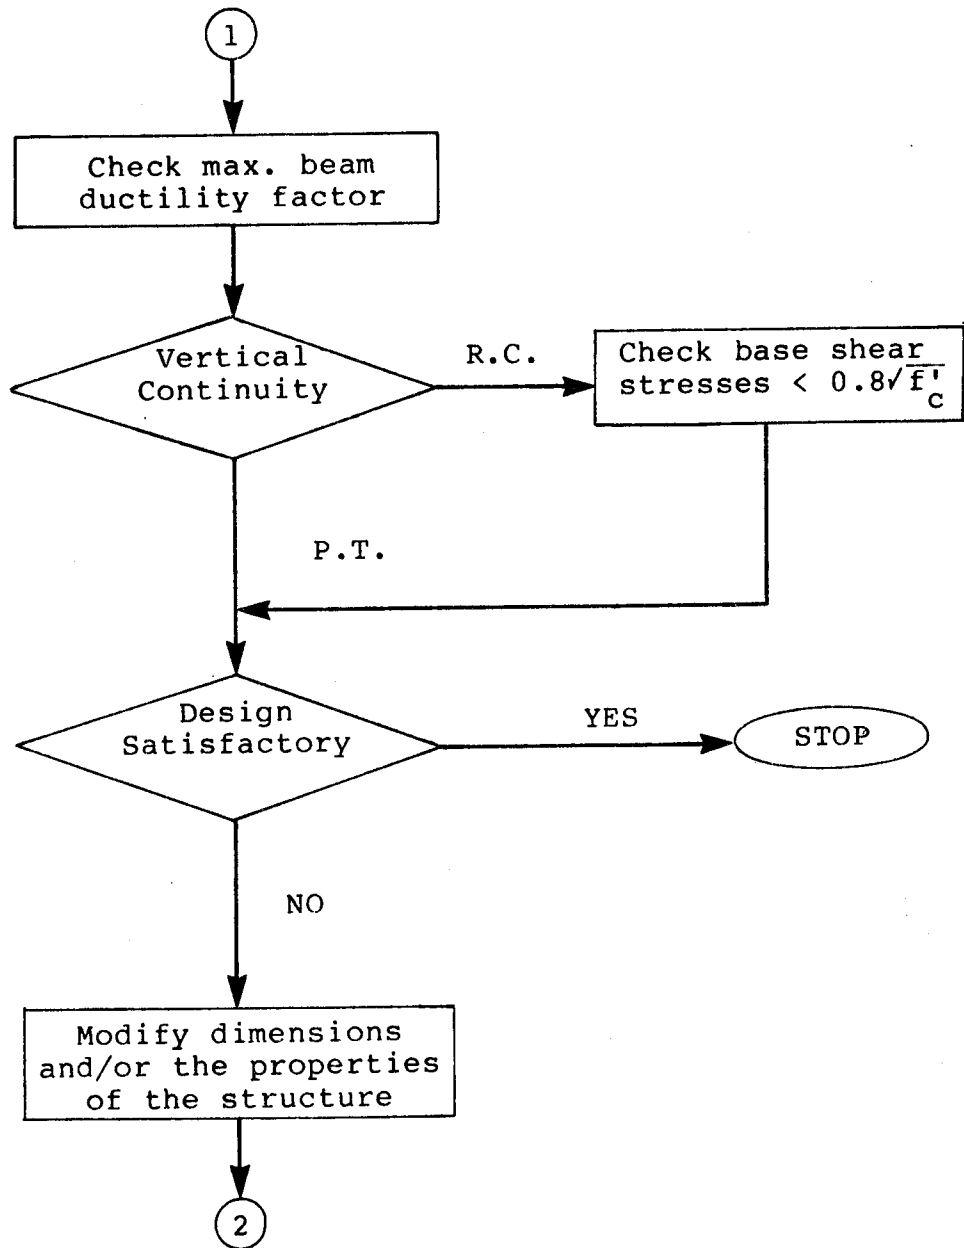 1
Check max. beam
ductility factor
Vertical
Continuity
R.C.
Check base shear
stresses < 0.8√f'c
P.T.
Design
Satisfactory
YES
STOP
NO
Modify dimensions
and/or the properties
of the structure
2